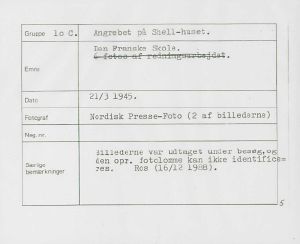 Gruppe 10 C. Angrebet på Shell-huset.
Den Franske Skole.
6 fotos af redningsarbejdet.
Emne
Dato 21/3 1945.
Fotograf Nordisk Presse-Foto (2 af billederne)
Neg. nr.
Særlige bemærkninger
Billederne var udtaget under besøg, og
den opr. fotolomme kan ikke identifice-
res. Ros (16/12 1988).
5